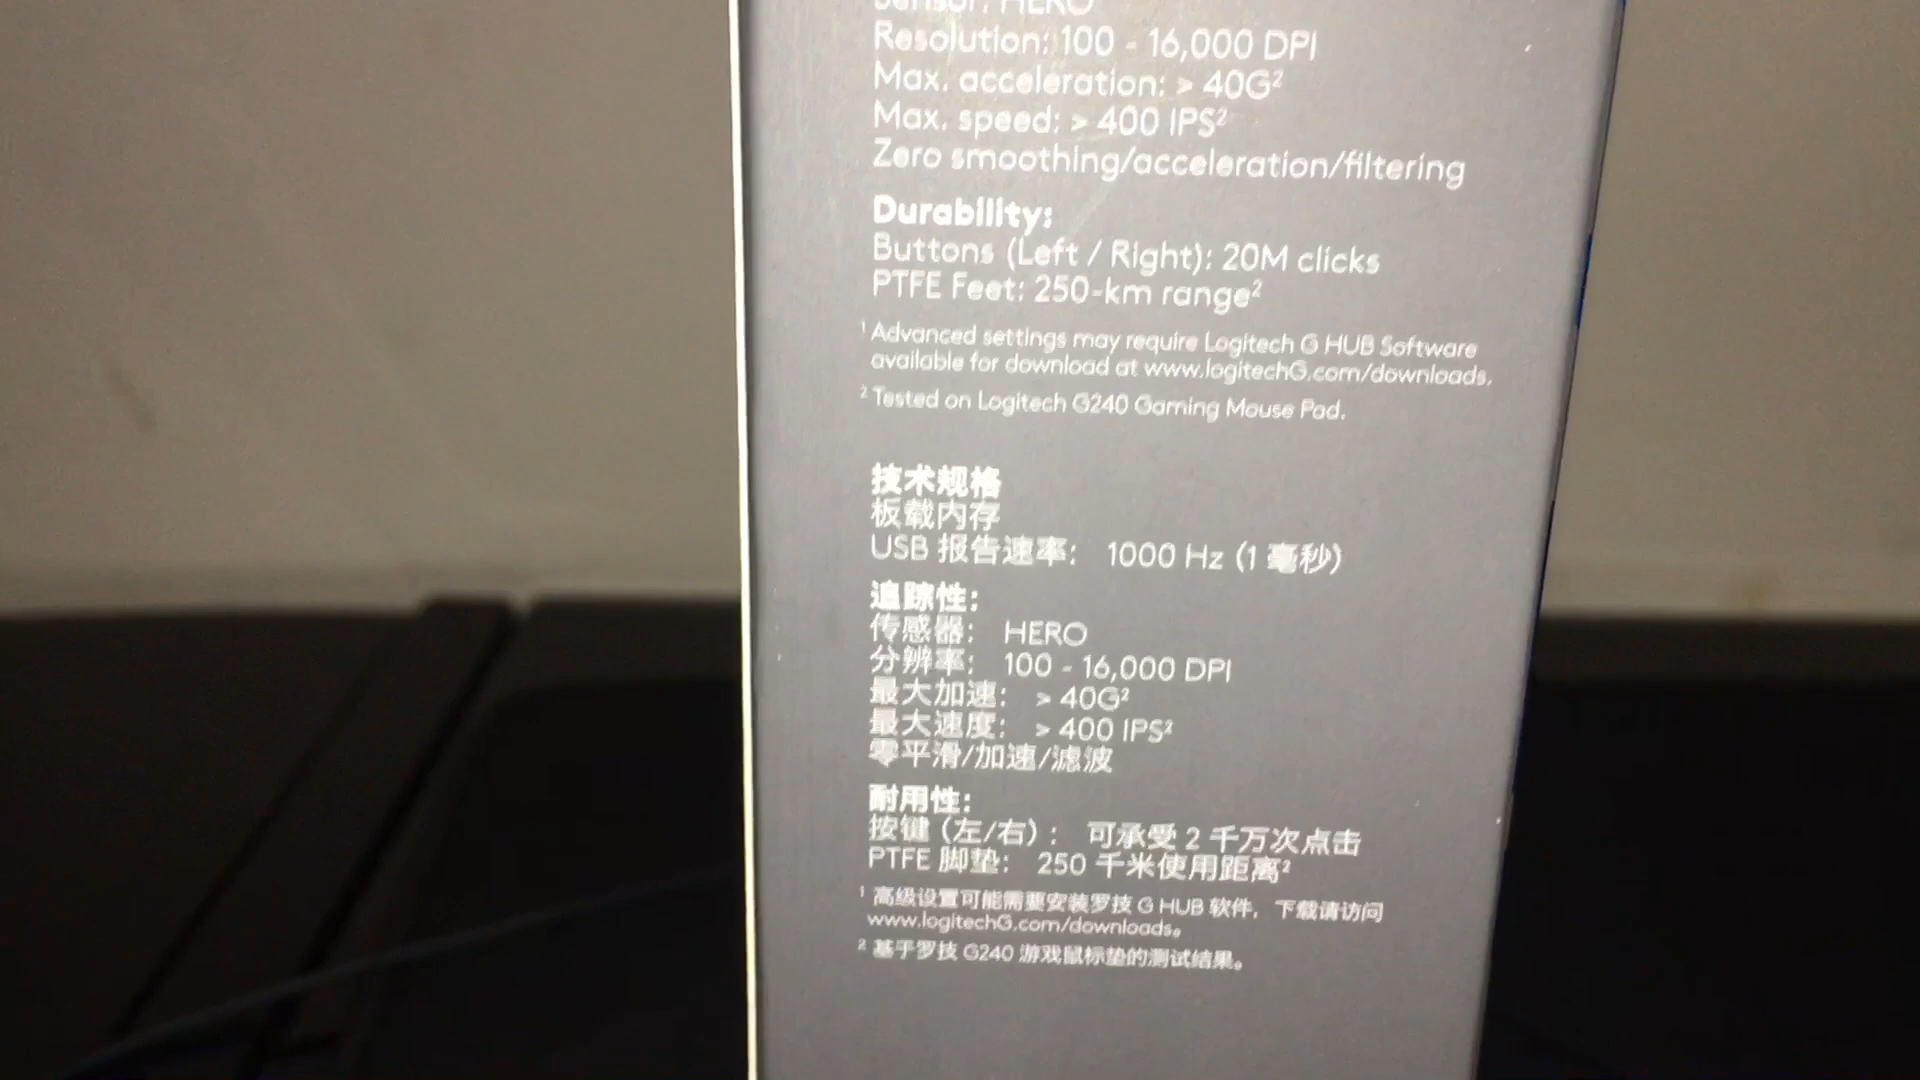 Sensor: HERO
Resolution: 100 - 16,000 DPI
Max. acceleration: > 40G²
Max. speed: > 400 IPS²
Zero smoothing/acceleration/filtering
Durability:
Buttons (Left / Right): 20M clicks
PTFE Feet: 250-km range²
¹ Advanced settings may require Logitech G HUB Software
available for download at www.logitechG.com/downloads.
² Tested on Logitech G240 Gaming Mouse Pad.
技术规格
板载内存
USB 报告速率: 1000 Hz (1 毫秒)
追踪性:
传感器: HERO
分辨率: 100 - 16,000 DPI
最大加速: > 40G²
最大速度: > 400 IPS²
零平滑/加速/滤波
耐用性:
按键 (左/右) : 可承受 2 千万次点击
PTFE 脚垫: 250 千米使用距离²
¹ 高级设置可能需要安装罗技 G HUB 软件, 下载请访问
www.logitechG.com/downloads。
² 基于罗技 G240 游戏鼠标垫的测试结果。